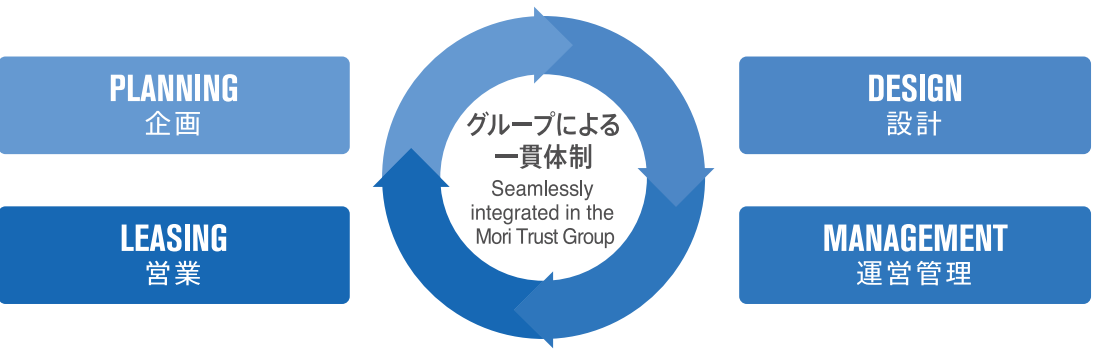 PLANNING
企画
LEASING
営業
グループによる
一貫体制
Seamlessly
integrated in the
Mori Trust Group
DESIGN
設計
MANAGEMENT
運営管理